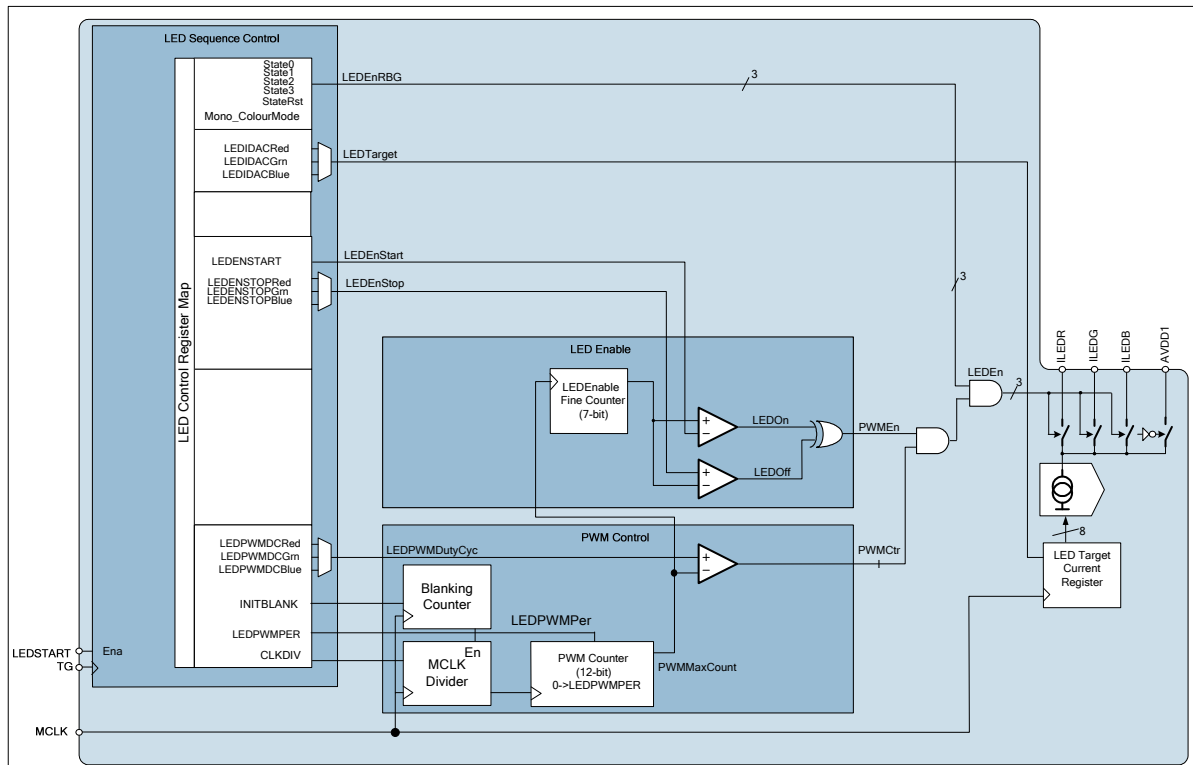 LED Sequence Control
LED Control Register Map
State0
State1
State2
State3
StateRst
Mono_ColourMode
LEDEnRBG
3
LEDIDACRed
LEDIDACGrn
LEDIDACBlue
LEDTarget
LEDENSTART
LEDEnStart
LEDENSTOPRed
LEDENSTOPGrn
LEDENSTOPBlue
LEDEnStop
3
LED Enable
LEDEnable
Fine Counter
(7-bit)
+
−
LEDOn
+
−
LEDOff
PWMEn
LEDEn
3
ILEDR
ILEDG
ILEDB
AVDD1
8
LED Target
Current
Register
PWM Control
LEDPWMDCRed
LEDPWMDCGrn
LEDPWMDCBlue
LEDPWMDutyCyc
+
−
PWMCtr
INITBLANK
Blanking
Counter
LEDPWMPER
LEDPWMPer
CLKDIV
En
MCLK
Divider
PWM Counter
(12-bit)
0->LEDPWMPER
PWMMaxCount
LEDSTART
Ena
TG
MCLK